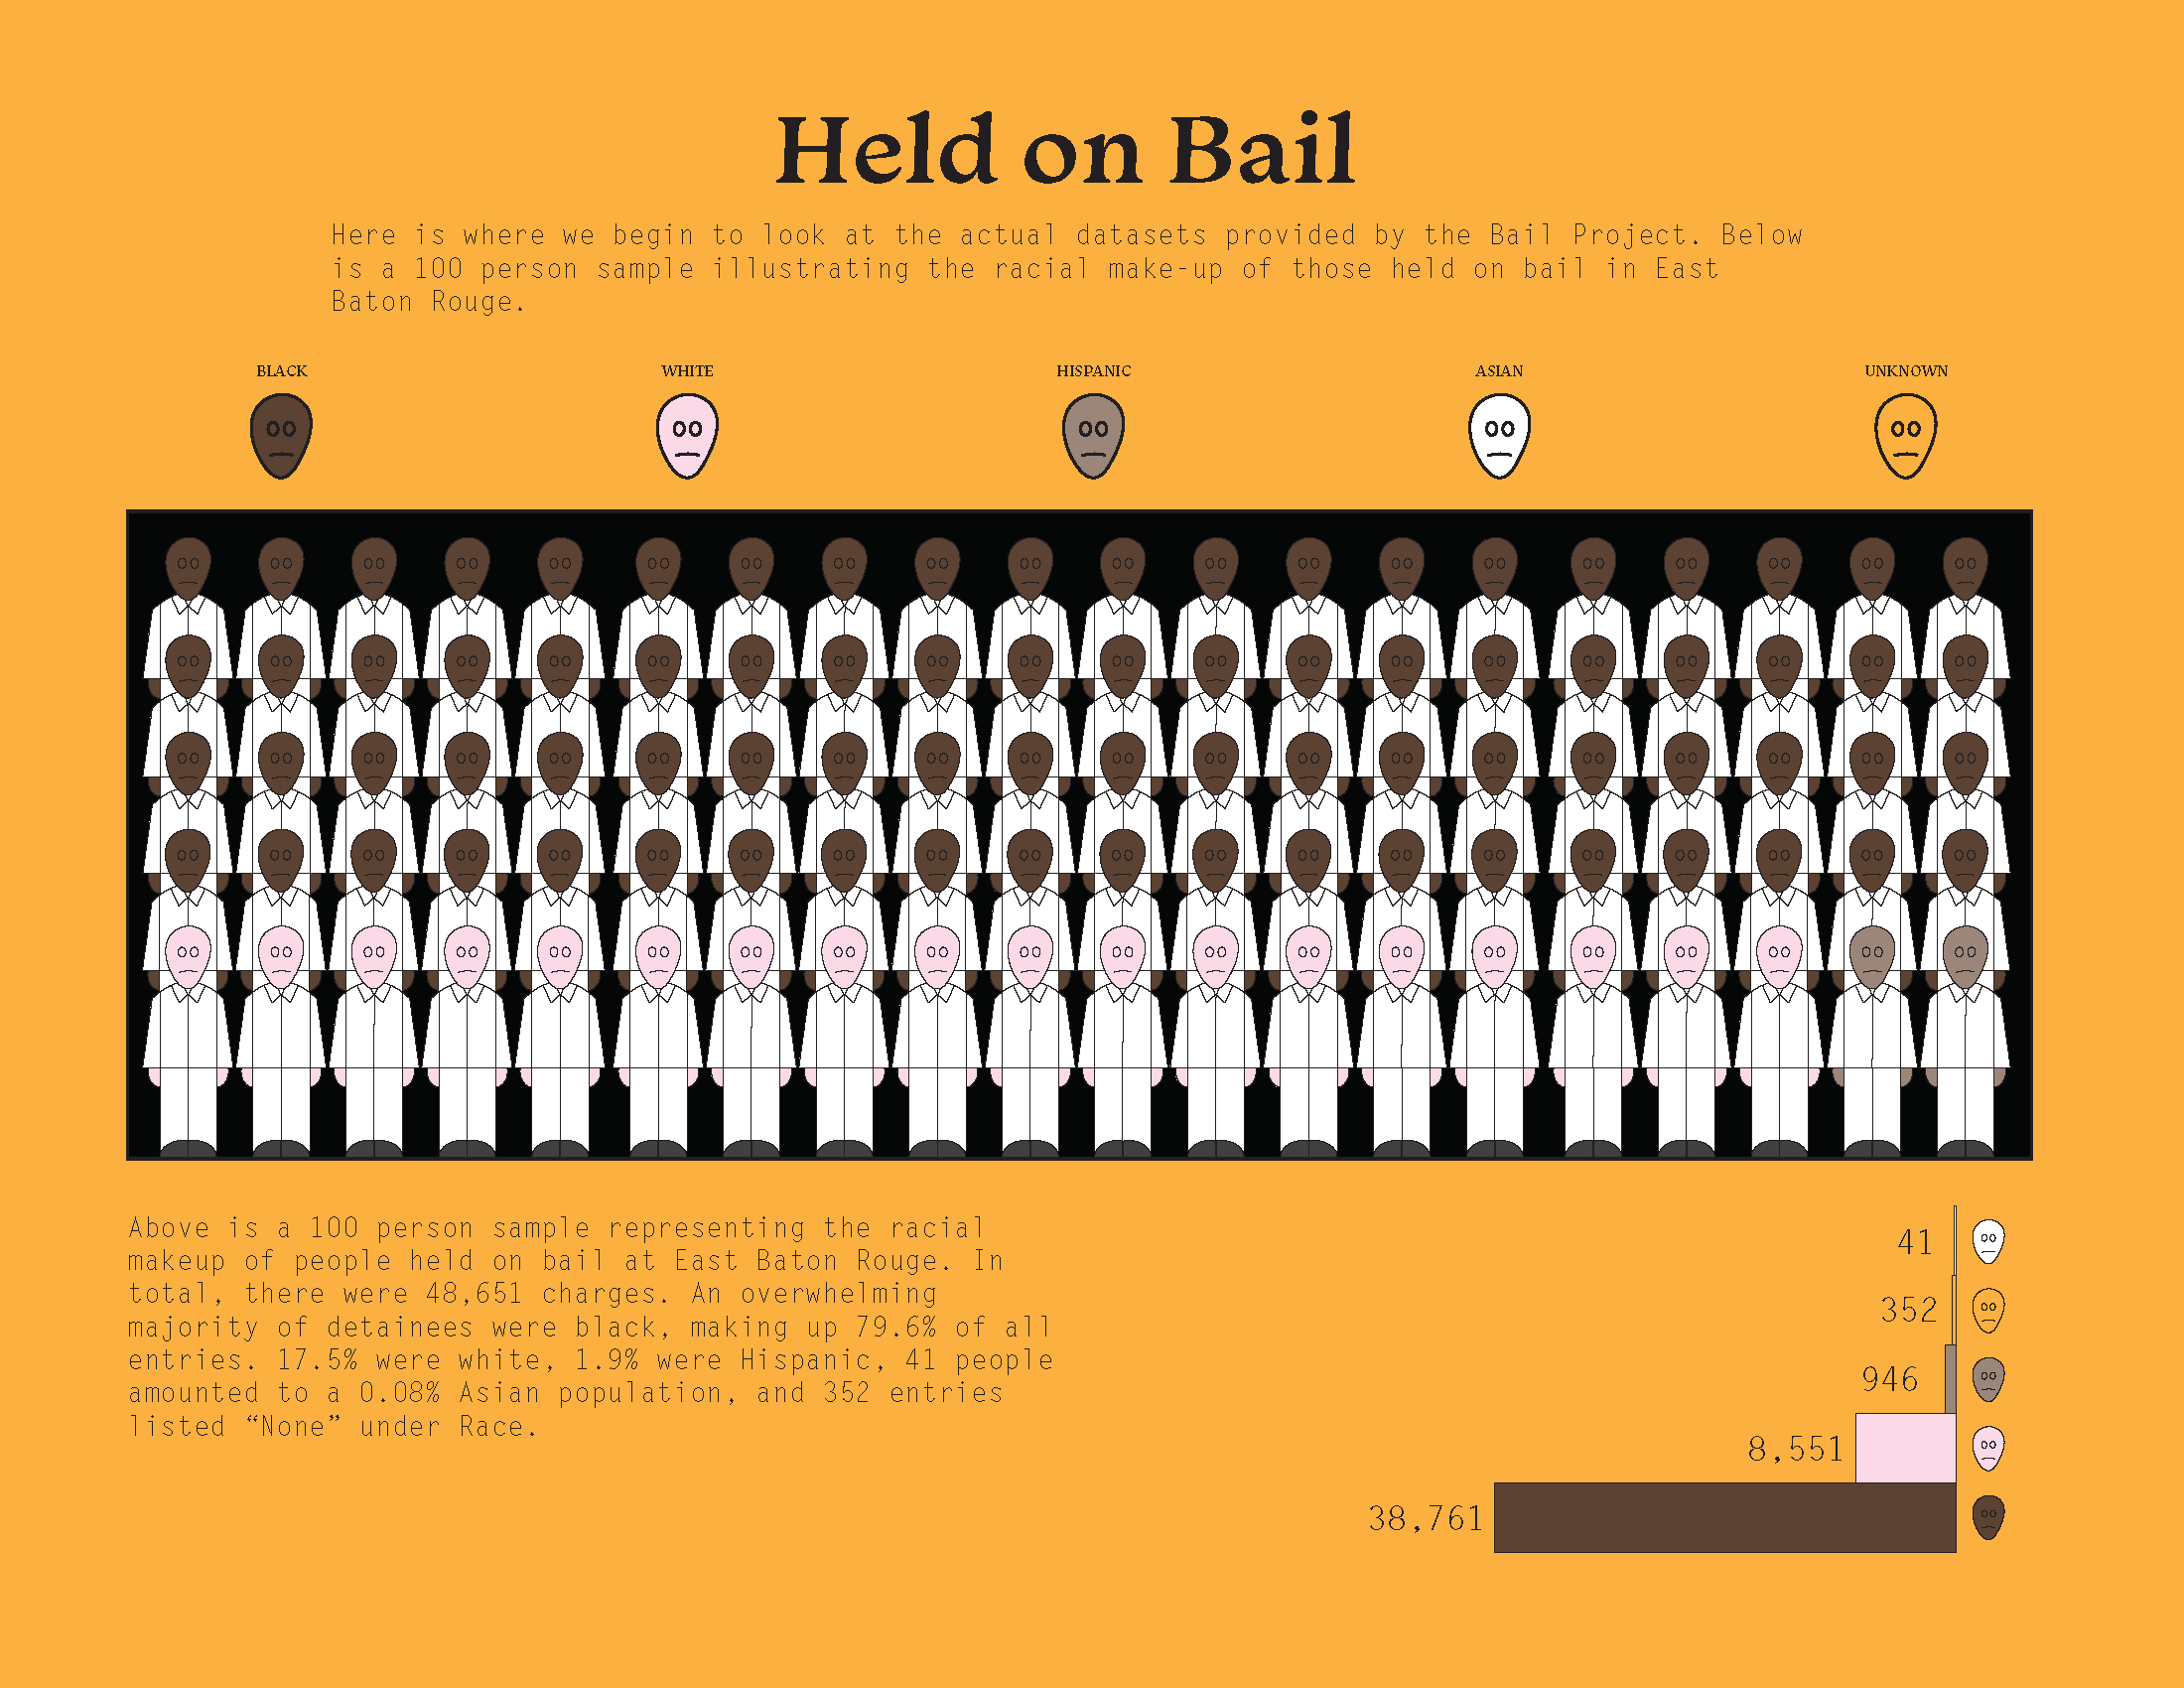 Held on Bail
Here is where we begin to look at the actual datasets provided by the Bail Project. Below
is a 100 person sample illustrating the racial make-up of those held on bail in East
Baton Rouge.
BLACK
WHITE
HISPANIC
ASIAN
UNKNOWN
Above is a 100 person sample representing the racial
makeup of people held on bail at East Baton Rouge. In
total, there were 48,651 charges. An overwhelming
majority of detainees were black, making up 79.6% of all
entries. 17.5% were white, 1.9% were Hispanic, 41 people
amounted to a 0.08% Asian population, and 352 entries
listed “None” under Race.
41
352
946
8,551
38,761